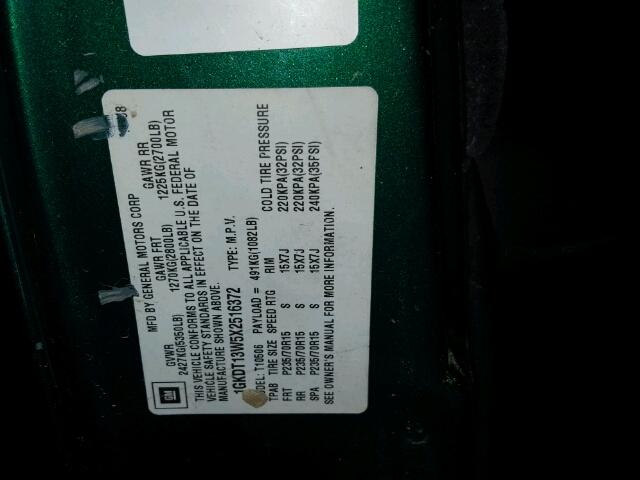 MFD BY GENERAL MOTORS CORP
GVWR GAWR FRT GAWR RR
2427KG(5350LB) 1270KG(2800LB) 1225KG(2700LB)
THIS VEHICLE CONFORMS TO ALL APPLICABLE U.S. FEDERAL MOTOR
VEHICLE SAFETY STANDARDS IN EFFECT ON THE DATE OF
MANUFACTURE SHOWN ABOVE.
1GKDT13W5X2516372 TYPE: M.P.V.
T10506 PAYLOAD = 491KG(1082LB)
TPAB TIRE SIZE SPEED RTG RIM COLD TIRE PRESSURE
FRT P235/70R15 S 15X7J 220KPA(32PSI)
RR P235/70R15 S 15X7J 220KPA(32PSI)
SPA P235/70R15 S 15X7J 240KPA(35PSI)
SEE OWNER'S MANUAL FOR MORE INFORMATION.
GM